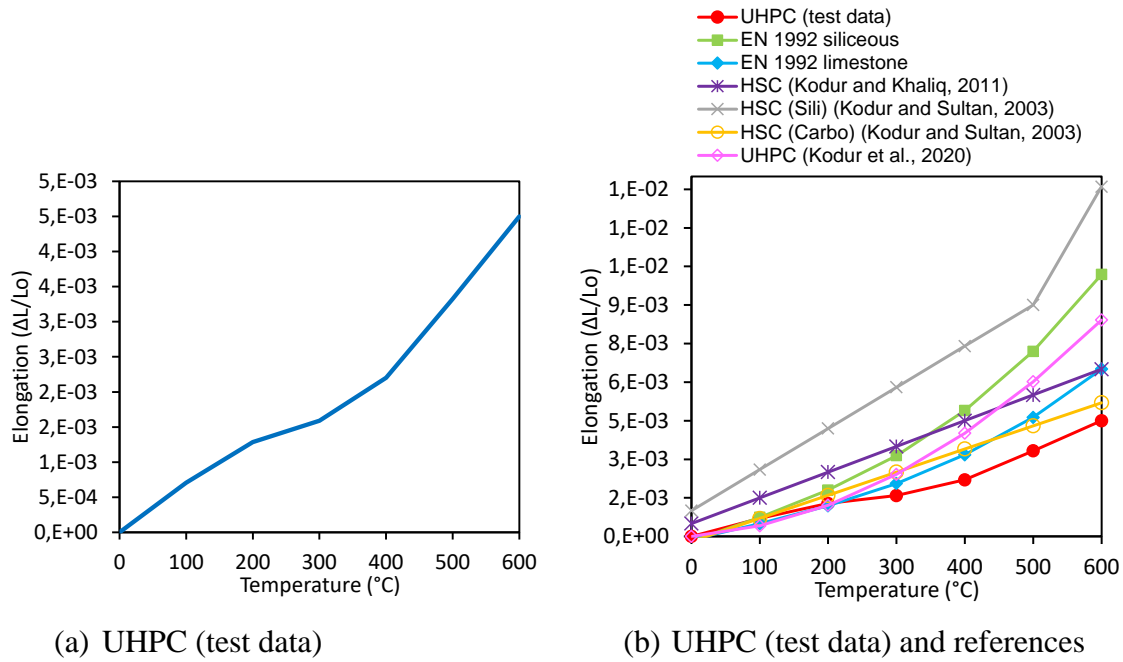 UHPC (test data)
EN 1992 siliceous
EN 1992 limestone
HSC (Kodur and Khaliq, 2011)
HSC (Sili) (Kodur and Sultan, 2003)
HSC (Carbo) (Kodur and Sultan, 2003)
UHPC (Kodur et al., 2020)
Elongation (ΔL/Lo)
5,E-03
5,E-03
4,E-03
4,E-03
3,E-03
3,E-03
2,E-03
2,E-03
1,E-03
5,E-04
0,E+00
0 100 200 300 400 500 600
Temperature (°C)
(a) UHPC (test data)
Elongation (ΔL/Lo)
1,E-02
1,E-02
1,E-02
9,E-03
8,E-03
6,E-03
5,E-03
3,E-03
2,E-03
0,E+00
0 100 200 300 400 500 600
Temperature (°C)
(b) UHPC (test data) and references